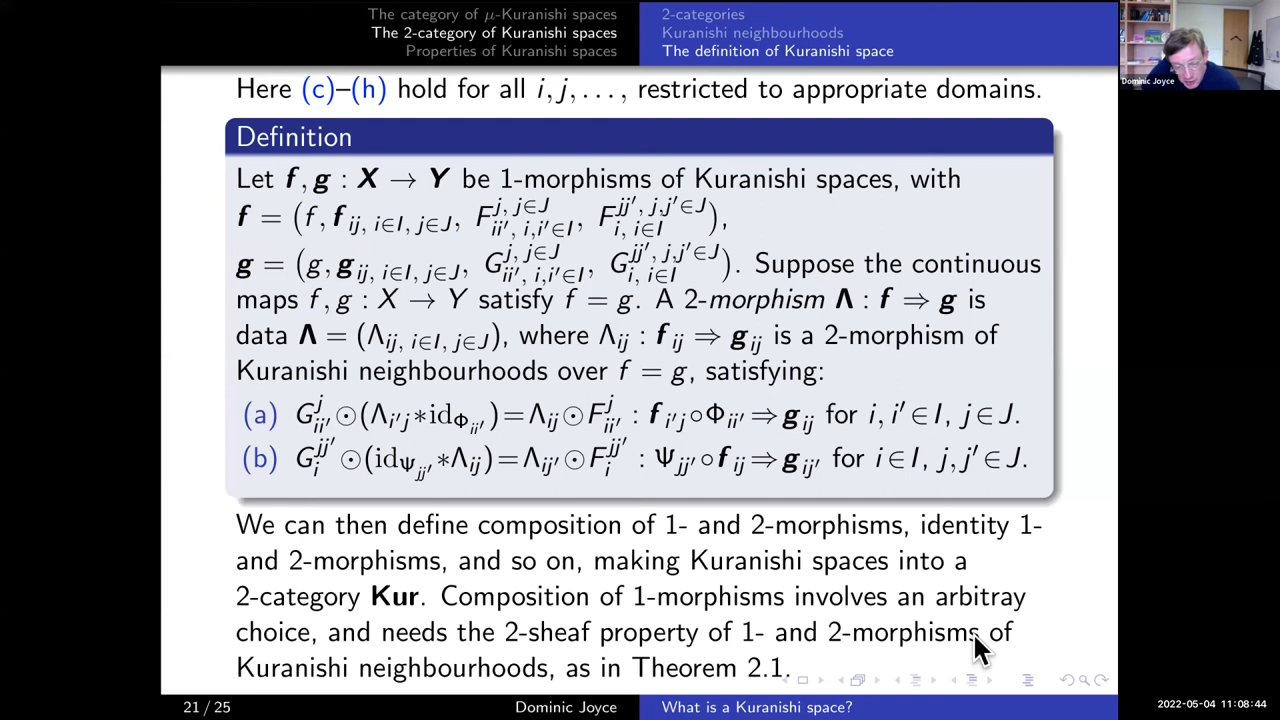 The category of μ-Kuranishi spaces
The 2-category of Kuranishi spaces
Properties of Kuranishi spaces
2-categories
Kuranishi neighbourhoods
The definition of Kuranishi space
Dominic Joyce
Here (c)–(h) hold for all i, j, . . . , restricted to appropriate domains.
Definition
Let f, g : X → Y be 1-morphisms of Kuranishi spaces, with
f = (f, f_{ij, i∈I, j∈J}, F_{ii′, i,i′∈I}^{j, j∈J}, F_{i, i∈I}^{jj′, j,j′∈J}),
g = (g, g_{ij, i∈I, j∈J}, G_{ii′, i,i′∈I}^{j, j∈J}, G_{i, i∈I}^{jj′, j,j′∈J}). Suppose the continuous
maps f, g : X → Y satisfy f = g. A 2-morphism Λ : f ⇒ g is
data Λ = (Λ_{ij, i∈I, j∈J}), where Λ_{ij} : f_{ij} ⇒ g_{ij} is a 2-morphism of
Kuranishi neighbourhoods over f = g, satisfying:
(a) G_{ii′}^{j} ⊙(Λ_{i′j} ∗ id_{Φ_{ii′}})=Λ_{ij} ⊙F_{ii′}^{j} : f_{i′j}∘Φ_{ii′} ⇒g_{ij} for i, i′∈I, j∈J.
(b) G_{i}^{jj′} ⊙(id_{Ψ_{jj′}} ∗Λ_{ij})=Λ_{ij′} ⊙F_{i}^{jj′} : Ψ_{jj′}∘f_{ij} ⇒g_{ij′} for i∈I, j, j′∈J.
We can then define composition of 1- and 2-morphisms, identity 1-
and 2-morphisms, and so on, making Kuranishi spaces into a
2-category Kur. Composition of 1-morphisms involves an arbitray
choice, and needs the 2-sheaf property of 1- and 2-morphisms of
Kuranishi neighbourhoods, as in Theorem 2.1.
21 / 25
Dominic Joyce
What is a Kuranishi space?
2022-05-04 11:08:44